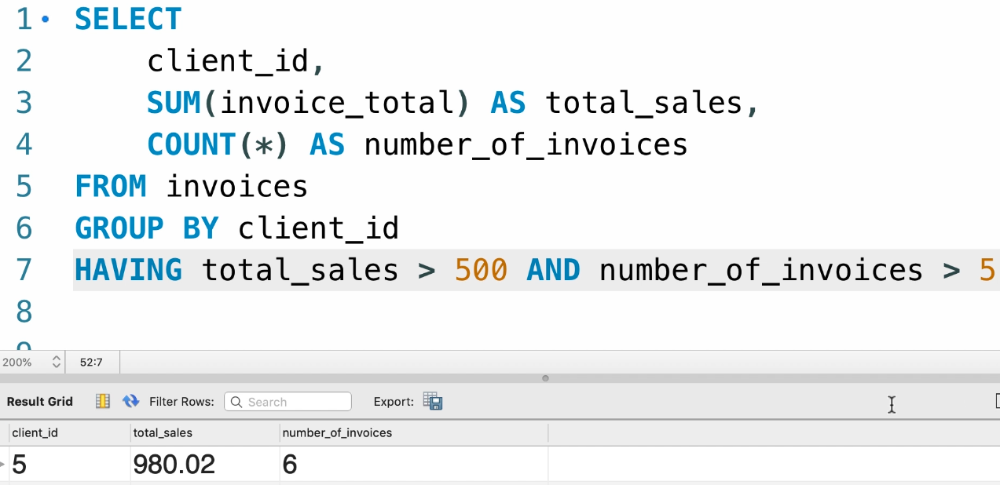 1 SELECT
2 client_id,
3 SUM(invoice_total) AS total_sales,
4 COUNT(*) AS number_of_invoices
5 FROM invoices
6 GROUP BY client_id
7 HAVING total_sales > 500 AND number_of_invoices > 5
8
9
200% 52:7
Result Grid Filter Rows: Search Export:
client_id total_sales number_of_invoices
5 980.02 6